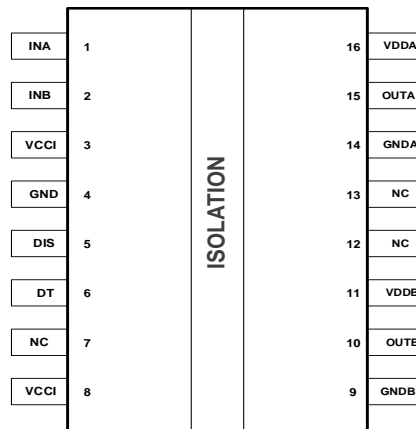 INA 1 16 VDDA
INB 2 15 OUTA
VCCI 3 14 GNDA
GND 4 13 NC
DIS 5 12 NC
DT 6 11 VDDB
NC 7 10 OUTB
VCCI 8 9 GNDB
ISOLATION